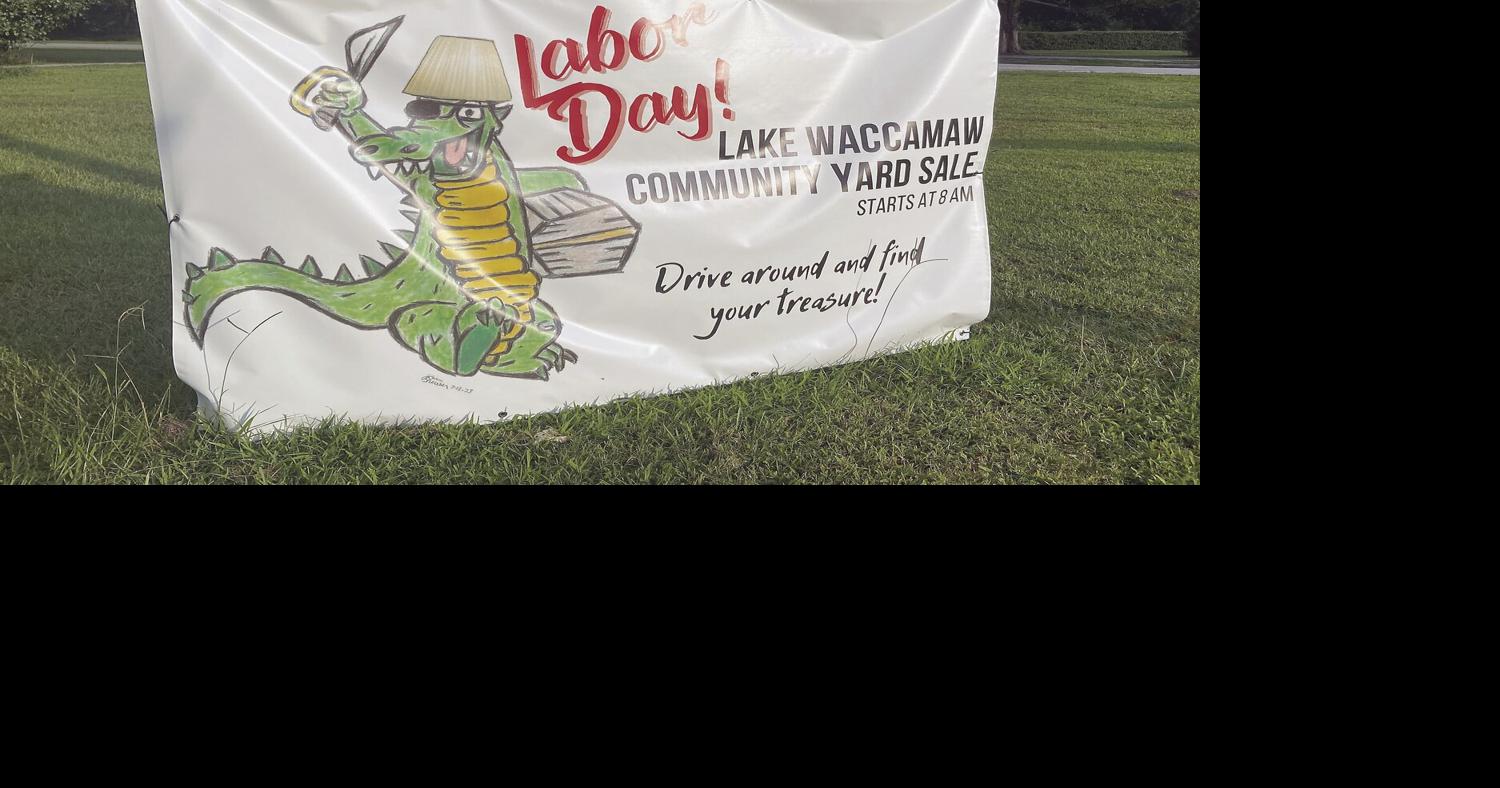 Labor
Day!
LAKE WACCAMAW
COMMUNITY YARD SALE
STARTS AT 8 AM
Drive around and find
your treasure!